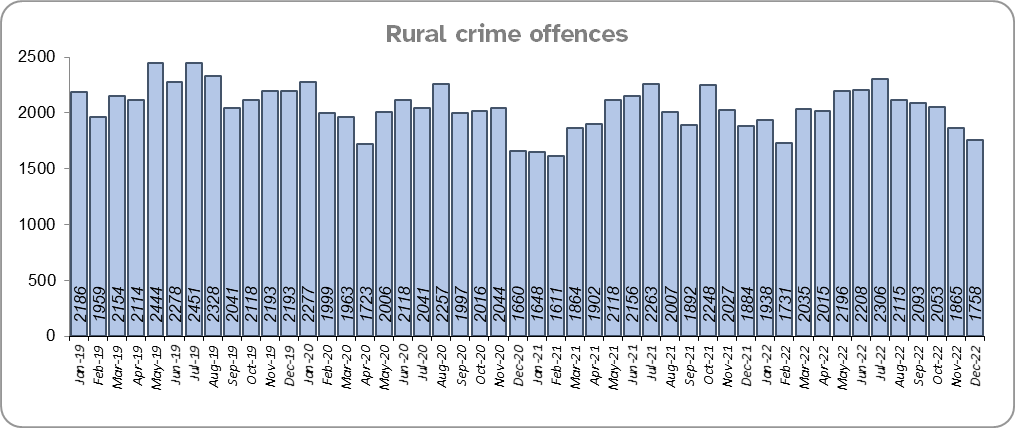 Rural crime offences
2500
2000
1500
1000
500
0
2186 1959 2154 2114 2444 2278 2451 2328 2041 2118 2193 2193 2277 1999 1963 1723 2006 2118 2041 2257 1997 2016 2044 1660 1648 1611 1864 1902 2118 2156 2263 2007 1892 2248 2027 1884 1938 1731 2035 2015 2196 2208 2306 2115 2093 2053 1865 1758
Jan-19 Feb-19 Mar-19 Apr-19 May-19 Jun-19 Jul-19 Aug-19 Sep-19 Oct-19 Nov-19 Dec-19 Jan-20 Feb-20 Mar-20 Apr-20 May-20 Jun-20 Jul-20 Aug-20 Sep-20 Oct-20 Nov-20 Dec-20 Jan-21 Feb-21 Mar-21 Apr-21 May-21 Jun-21 Jul-21 Aug-21 Sep-21 Oct-21 Nov-21 Dec-21 Jan-22 Feb-22 Mar-22 Apr-22 May-22 Jun-22 Jul-22 Aug-22 Sep-22 Oct-22 Nov-22 Dec-22